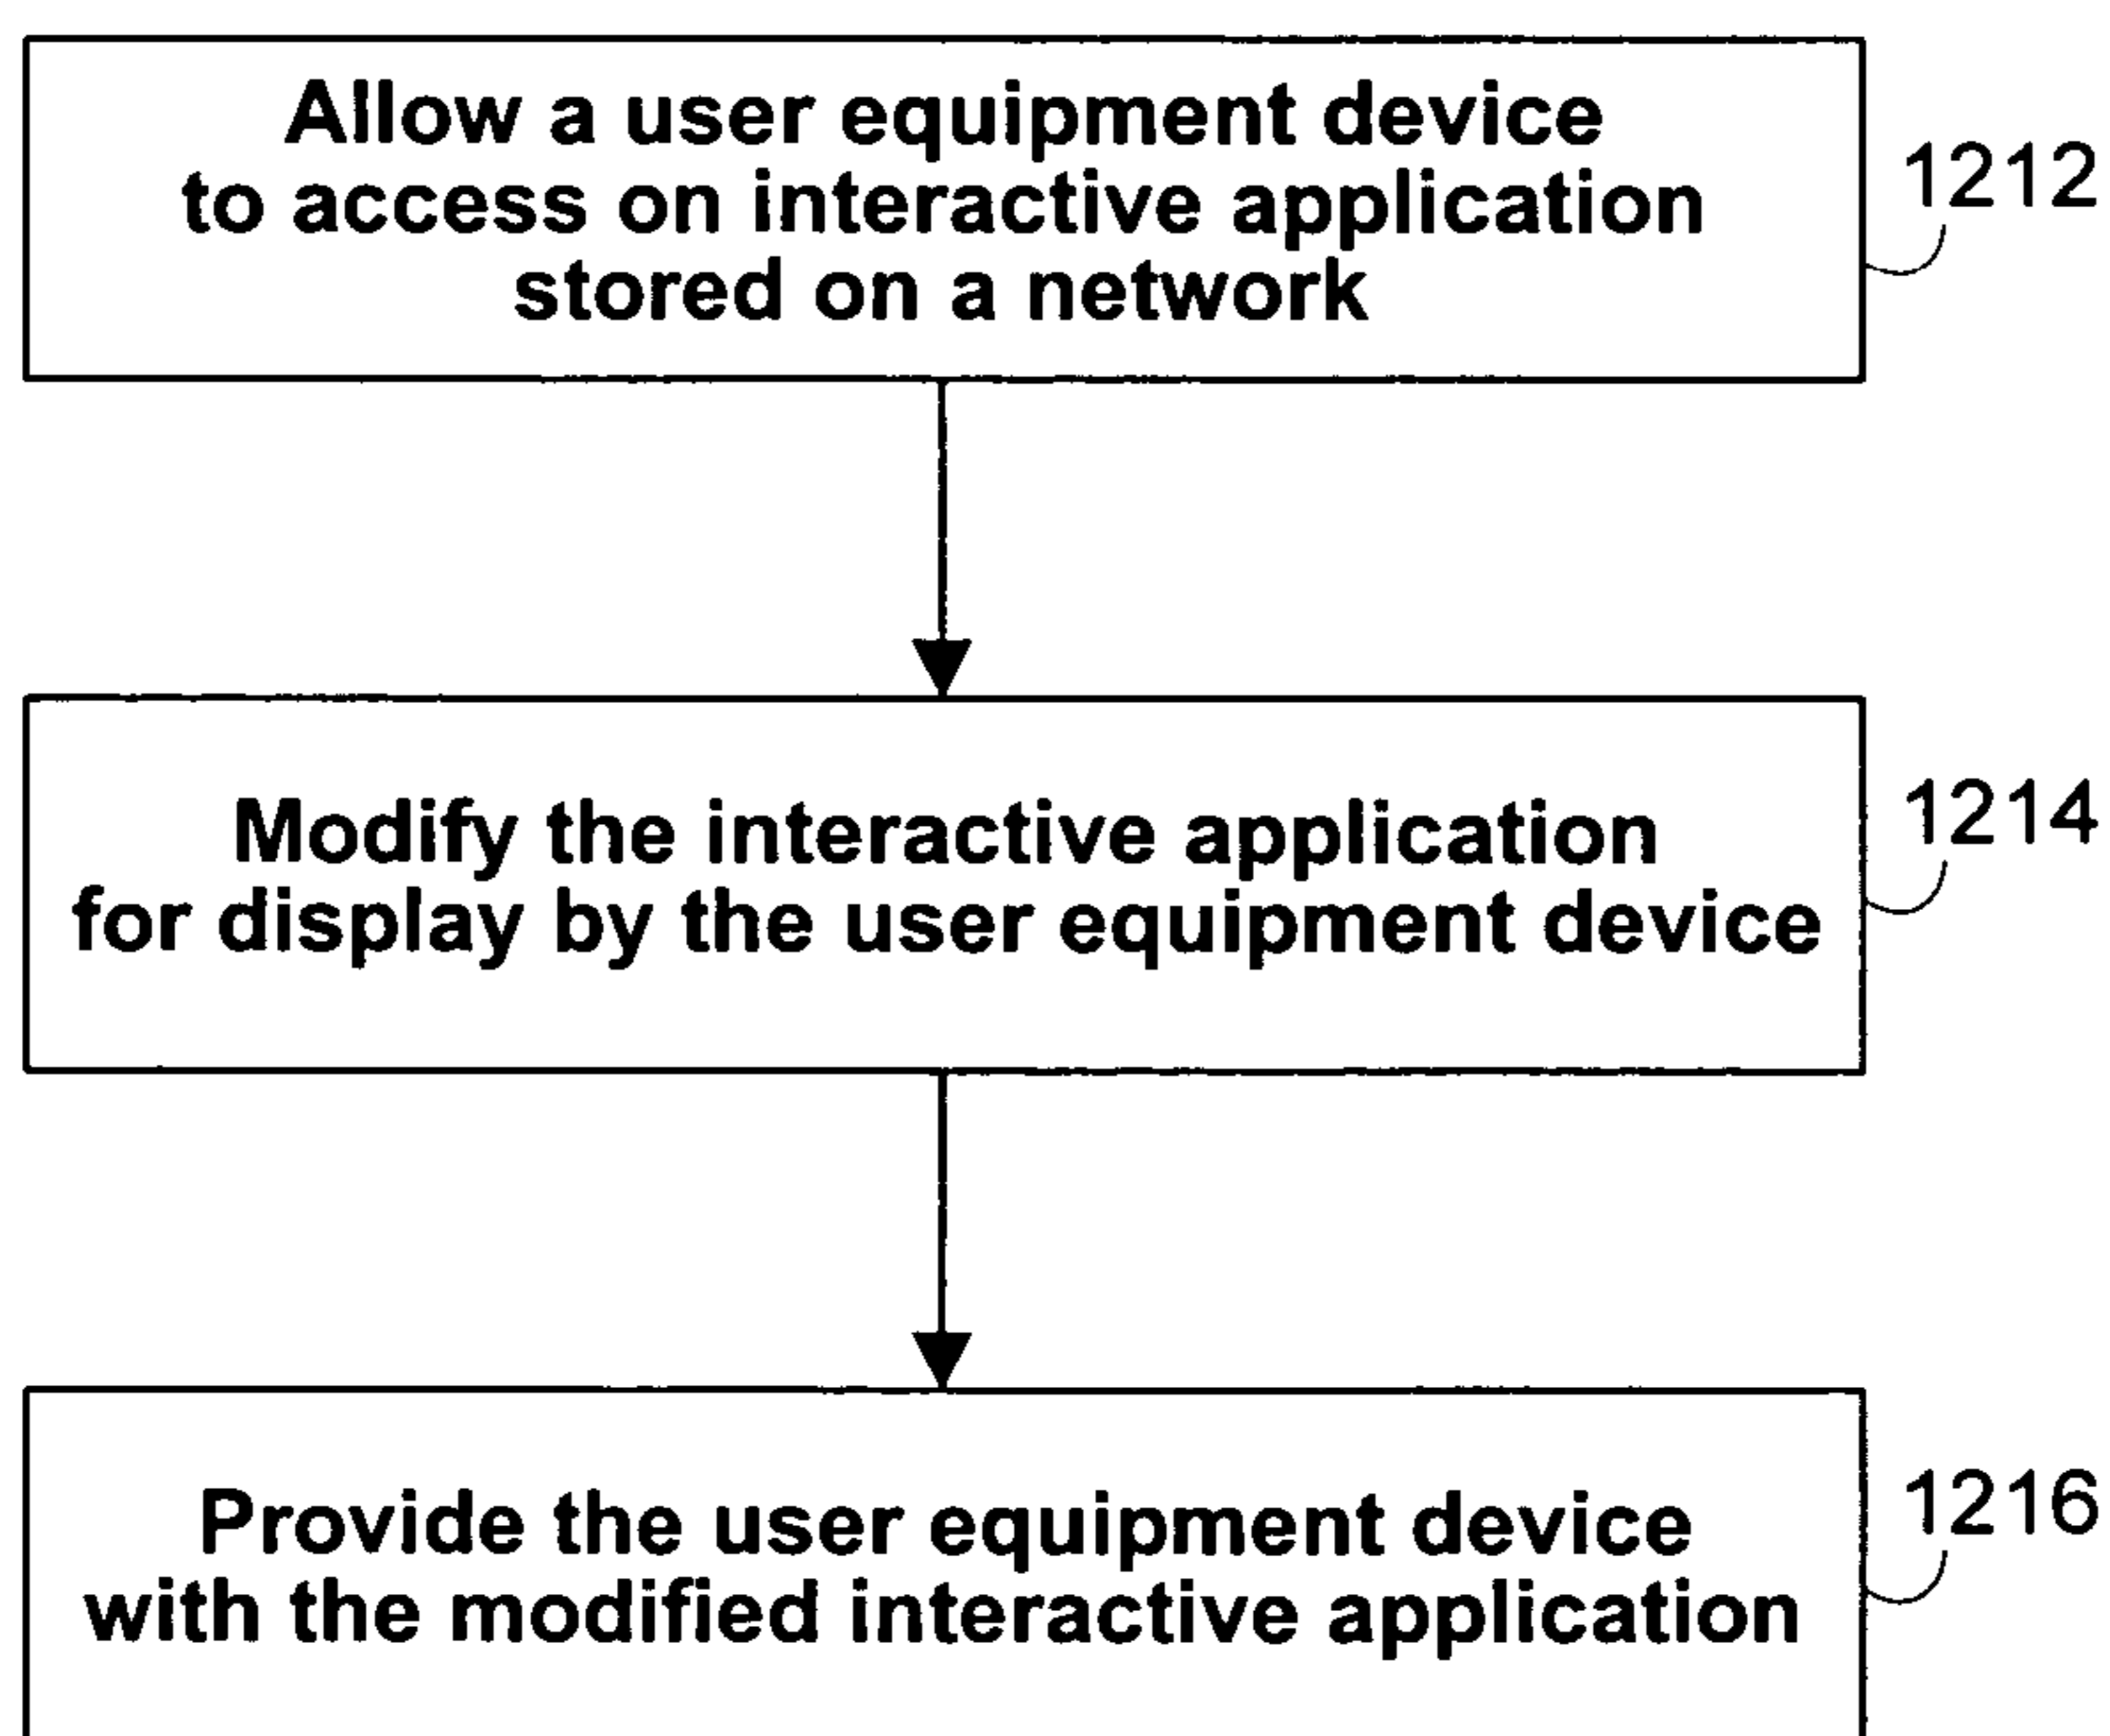 Allow a user equipment device
to access on interactive application
stored on a network
1212
Modify the interactive application
for display by the user equipment device
1214
Provide the user equipment device
with the modified interactive application
1216